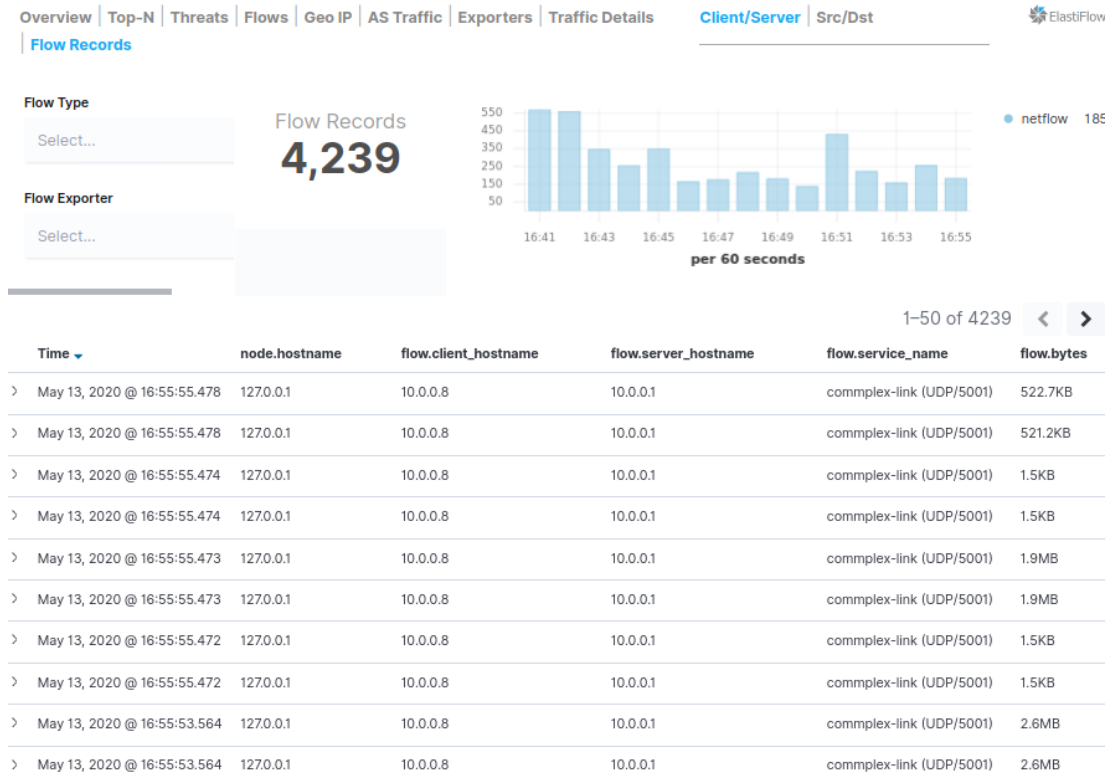 Overview | Top-N | Threats | Flows | Geo IP | AS Traffic | Exporters | Traffic Details Client/Server | Src/Dst ElastiFlow
| Flow Records
Flow Type
Select...
Flow Exporter
Select...
Flow Records
4,239
550
450
350
250
150
50
16:41 16:43 16:45 16:47 16:49 16:51 16:53 16:55
per 60 seconds
netflow 185
1–50 of 4239
Time node.hostname flow.client_hostname flow.server_hostname flow.service_name flow.bytes
May 13, 2020 @ 16:55:55.478 127.0.0.1 10.0.0.8 10.0.0.1 commplex-link (UDP/5001) 522.7KB
May 13, 2020 @ 16:55:55.478 127.0.0.1 10.0.0.8 10.0.0.1 commplex-link (UDP/5001) 521.2KB
May 13, 2020 @ 16:55:55.474 127.0.0.1 10.0.0.8 10.0.0.1 commplex-link (UDP/5001) 1.5KB
May 13, 2020 @ 16:55:55.474 127.0.0.1 10.0.0.8 10.0.0.1 commplex-link (UDP/5001) 1.5KB
May 13, 2020 @ 16:55:55.473 127.0.0.1 10.0.0.8 10.0.0.1 commplex-link (UDP/5001) 1.9MB
May 13, 2020 @ 16:55:55.473 127.0.0.1 10.0.0.8 10.0.0.1 commplex-link (UDP/5001) 1.9MB
May 13, 2020 @ 16:55:55.472 127.0.0.1 10.0.0.8 10.0.0.1 commplex-link (UDP/5001) 1.5KB
May 13, 2020 @ 16:55:55.472 127.0.0.1 10.0.0.8 10.0.0.1 commplex-link (UDP/5001) 1.5KB
May 13, 2020 @ 16:55:53.564 127.0.0.1 10.0.0.8 10.0.0.1 commplex-link (UDP/5001) 2.6MB
May 13, 2020 @ 16:55:53.564 127.0.0.1 10.0.0.8 10.0.0.1 commplex-link (UDP/5001) 2.6MB